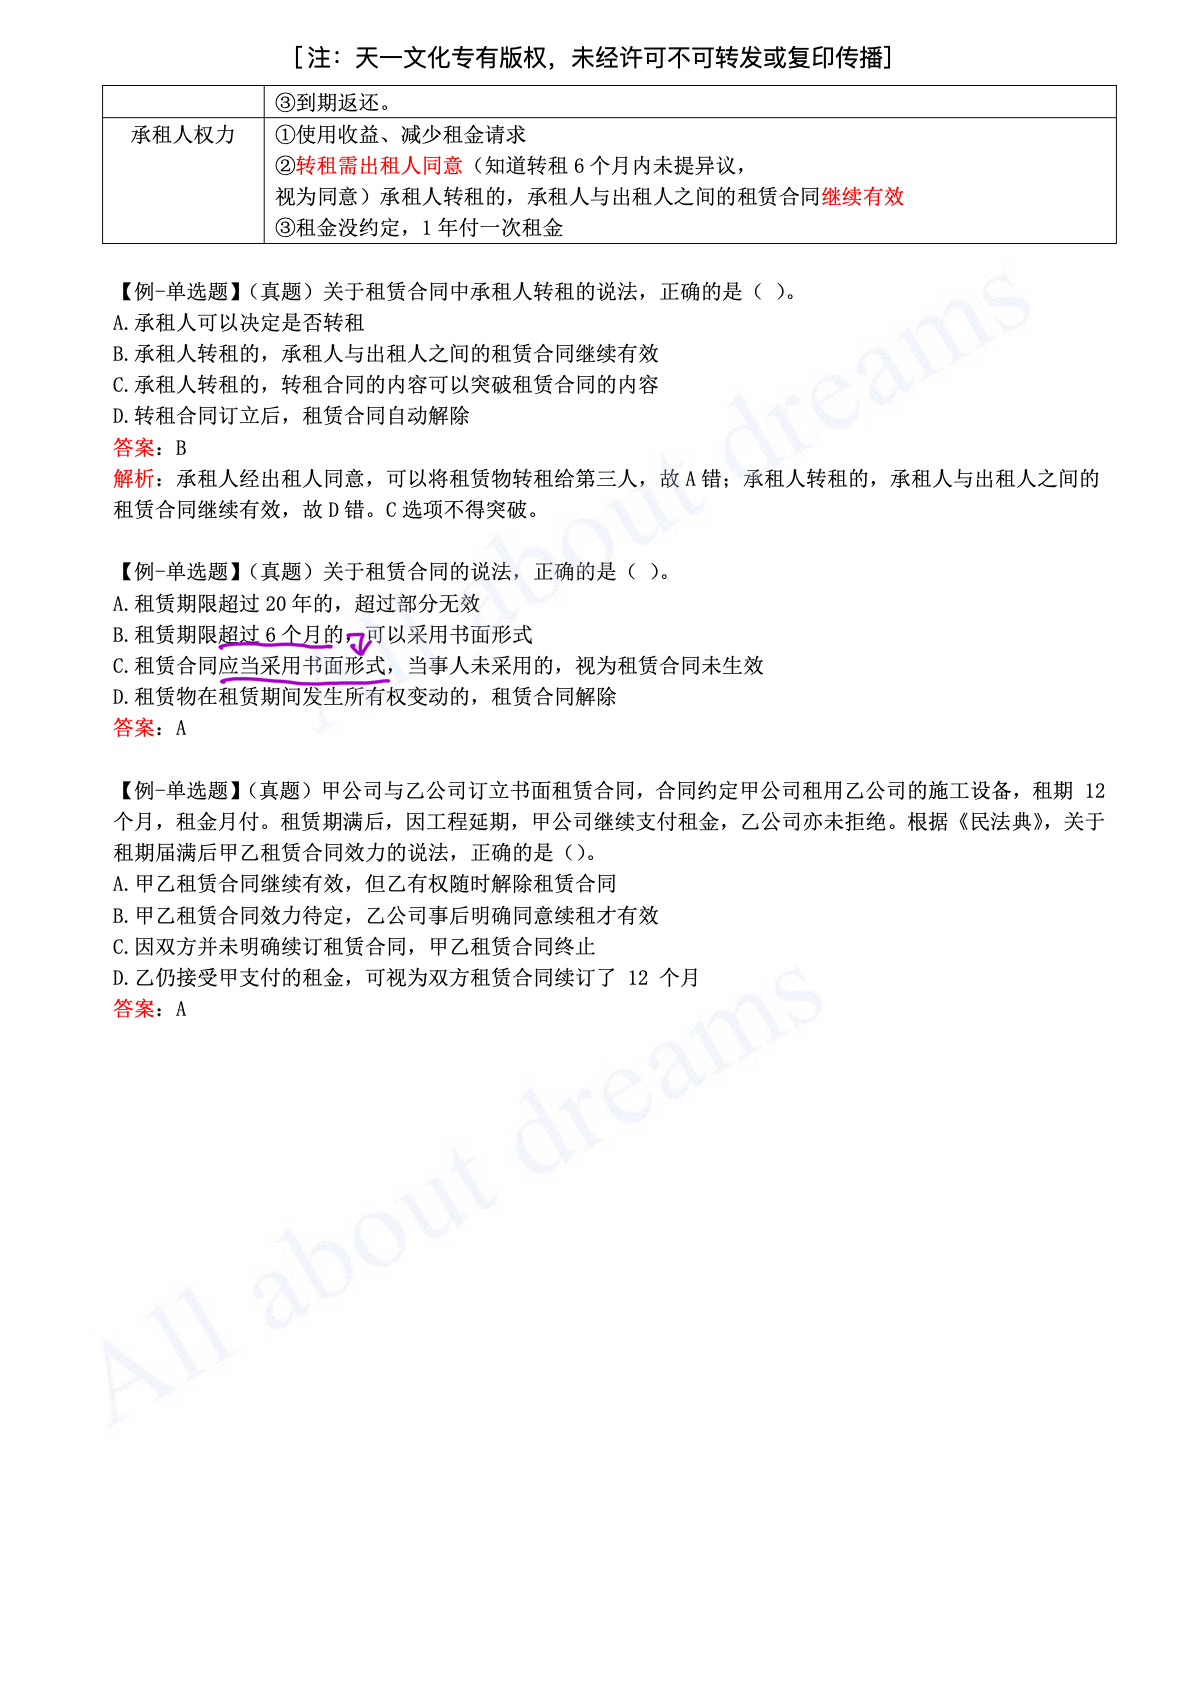 [注：天一文化专有版权，未经许可不可转发或复印传播]
③到期返还。
承租人权力
①使用收益、减少租金请求
②转租需出租人同意（知道转租 6 个月内未提异议，
视为同意）承租人转租的，承租人与出租人之间的租赁合同继续有效
③租金没约定，1 年付一次租金
【例-单选题】（真题）关于租赁合同中承租人转租的说法，正确的是（ ）。
A.承租人可以决定是否转租
B.承租人转租的，承租人与出租人之间的租赁合同继续有效
C.承租人转租的，转租合同的内容可以突破租赁合同的内容
D.转租合同订立后，租赁合同自动解除
答案：B
解析：承租人经出租人同意，可以将租赁物转租给第三人，故 A 错；承租人转租的，承租人与出租人之间的
租赁合同继续有效，故 D 错。C 选项不得突破。
【例-单选题】（真题）关于租赁合同的说法，正确的是（ ）。
A.租赁期限超过 20 年的，超过部分无效
B.租赁期限超过 6 个月的，可以采用书面形式
C.租赁合同应当采用书面形式，当事人未采用的，视为租赁合同未生效
D.租赁物在租赁期间发生所有权变动的，租赁合同解除
答案：A
【例-单选题】（真题）甲公司与乙公司订立书面租赁合同，合同约定甲公司租用乙公司的施工设备，租期 12
个月，租金月付。租赁期满后，因工程延期，甲公司继续支付租金，乙公司亦未拒绝。根据《民法典》，关于
租期届满后甲乙租赁合同效力的说法，正确的是（）。
A.甲乙租赁合同继续有效，但乙有权随时解除租赁合同
B.甲乙租赁合同效力待定，乙公司事后明确同意续租才有效
C.因双方并未明确续订租赁合同，甲乙租赁合同终止
D.乙仍接受甲支付的租金，可视为双方租赁合同续订了 12 个月
答案：A
All about dreams
All about dreams